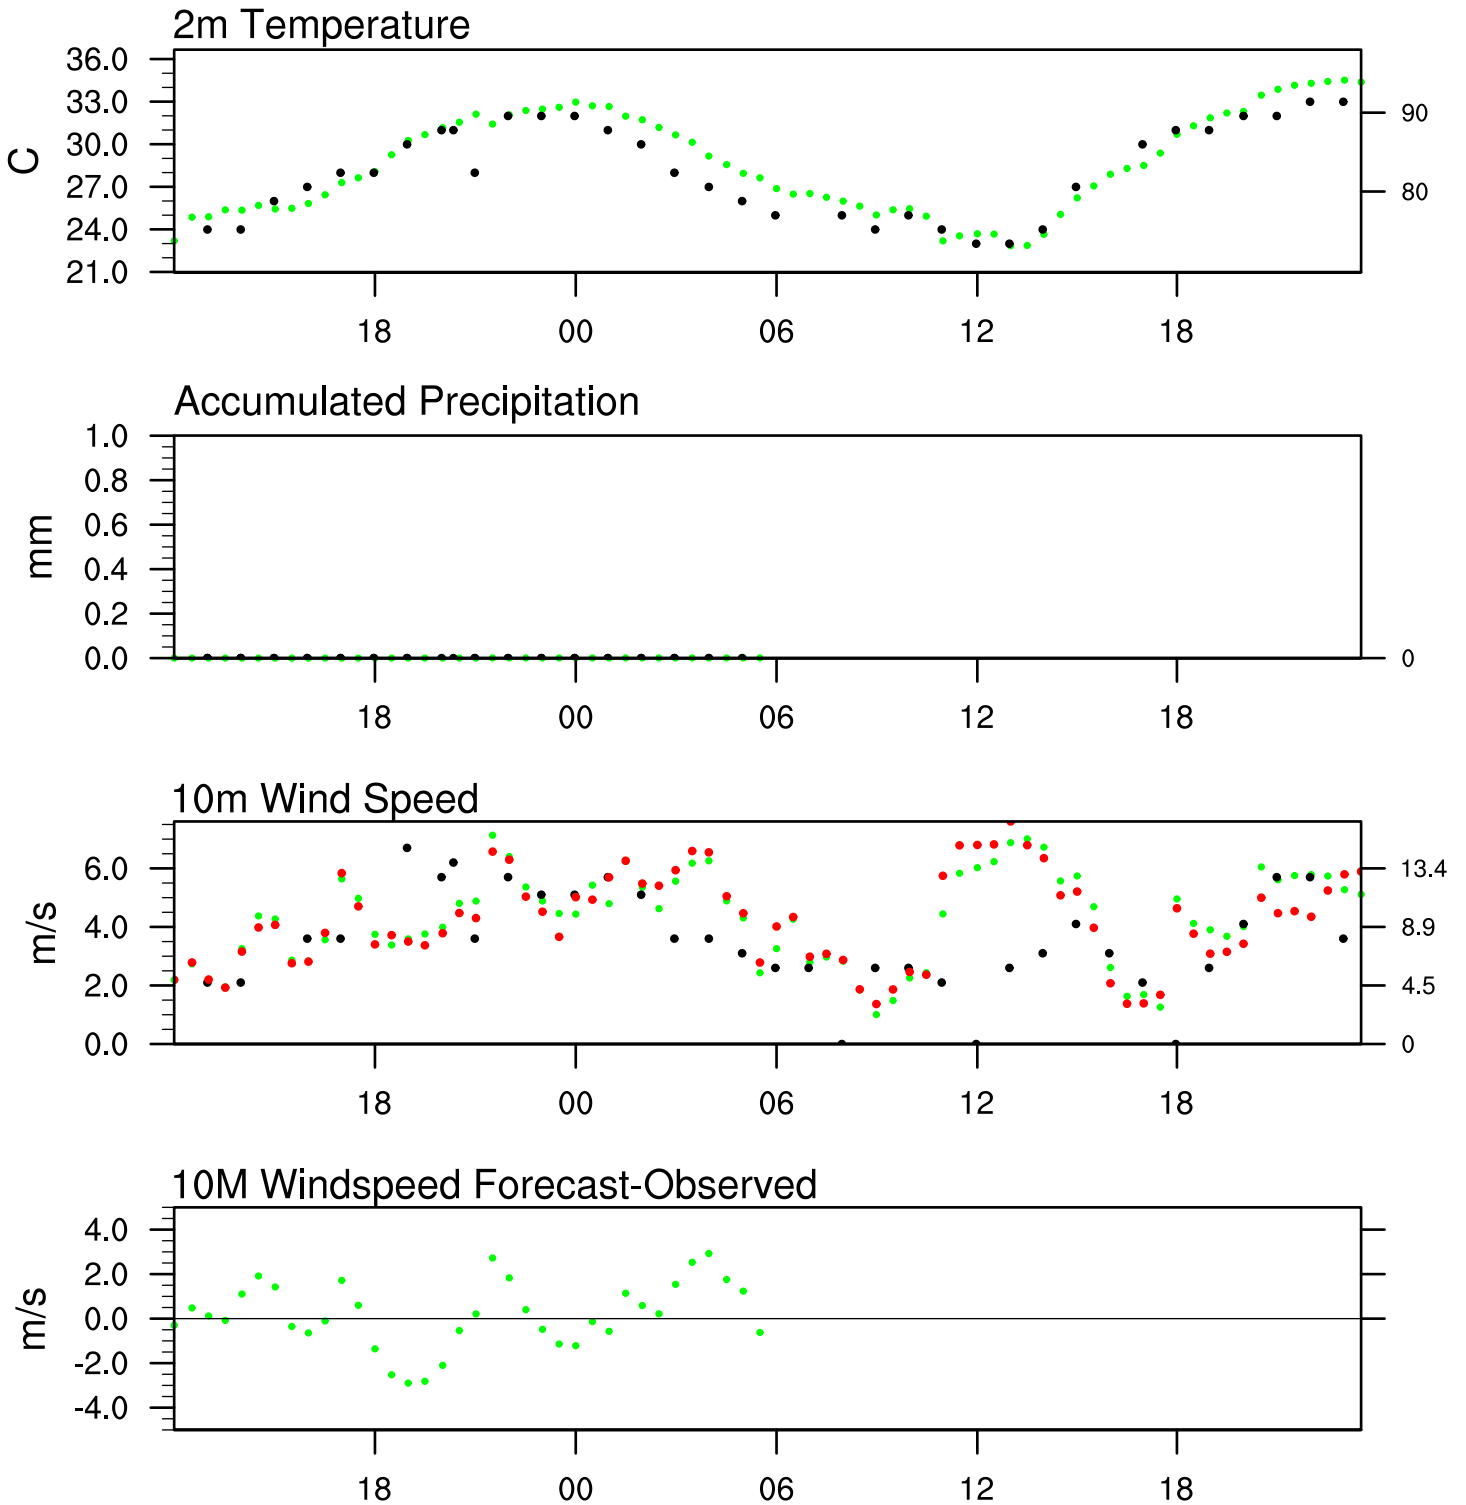 2m Temperature
36.0
33.0
30.0
27.0
24.0
21.0
C
90
80
18 00 06 12 18
Accumulated Precipitation
1.0
0.8
0.6
0.4
0.2
0.0
mm
0
18 00 06 12 18
10m Wind Speed
6.0
4.0
2.0
0.0
m/s
13.4
8.9
4.5
0
18 00 06 12 18
10M Windspeed Forecast-Observed
4.0
2.0
0.0
-2.0
-4.0
m/s
18 00 06 12 18